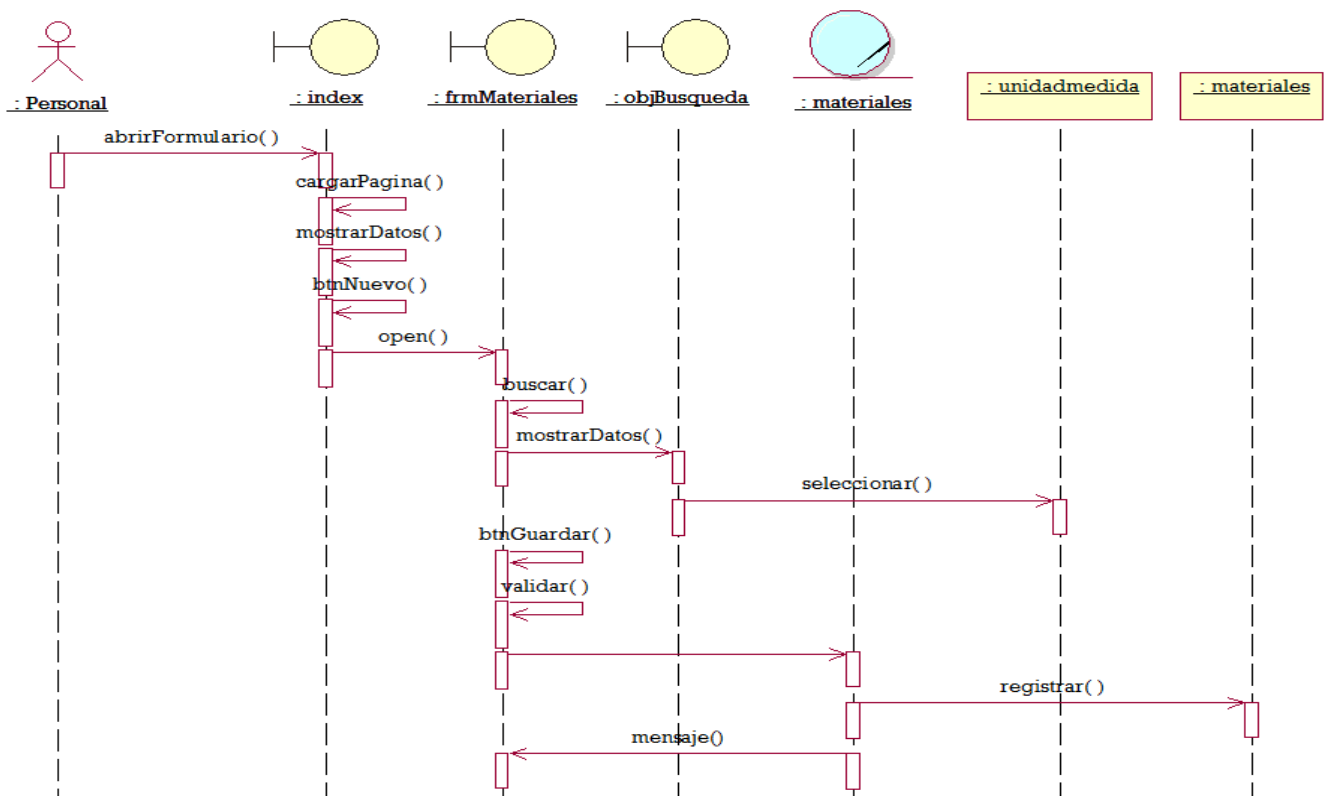 : Personal
: index
: frmMateriales
: objBusqueda
: materiales
: unidadmedida
: materiales
abrirFormulario( )
cargarPagina( )
mostrarDatos( )
btnNuevo( )
open( )
buscar( )
mostrarDatos( )
seleccionar( )
btnGuardar( )
validar( )
registrar( )
mensaje()